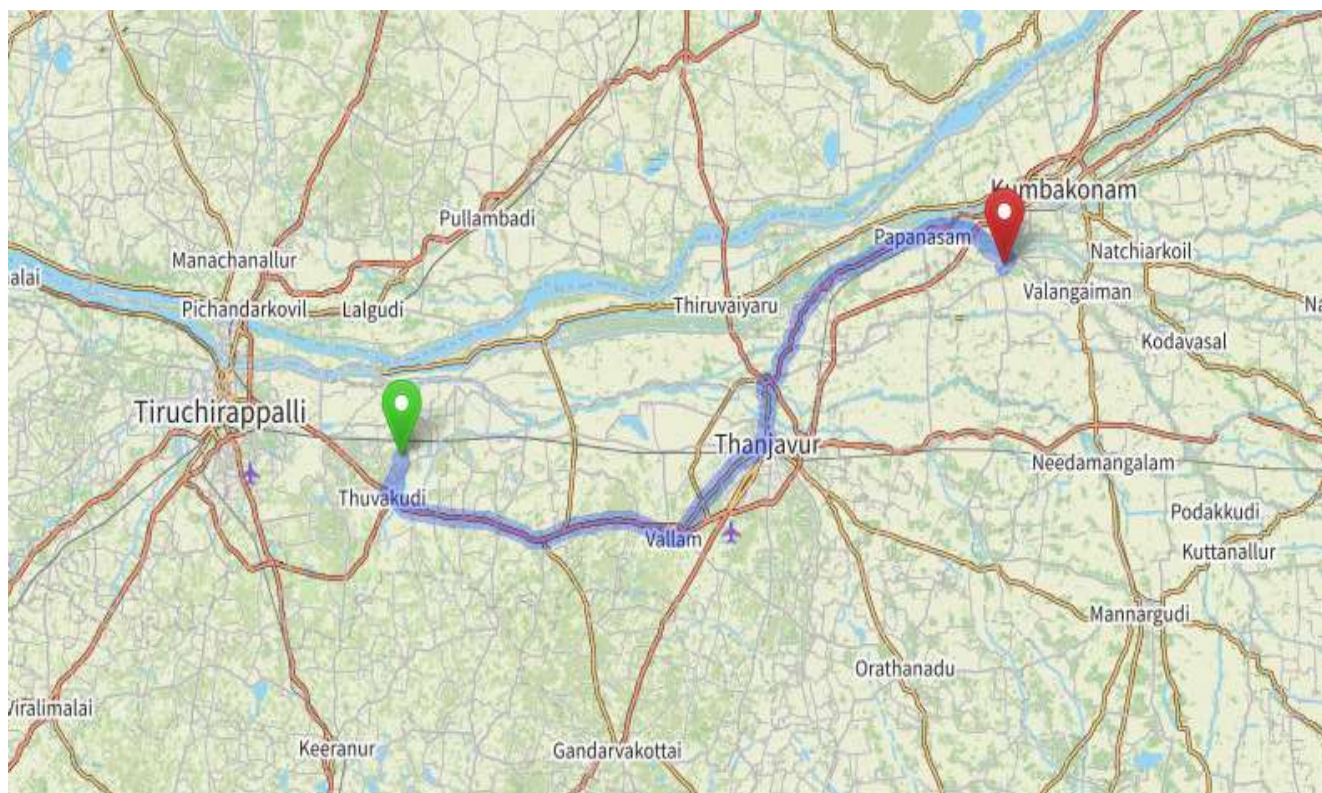 Kumbakonam
Pullambadi
Papanasam
Natchiarkoil
Manachanallur
alai
Valangaiman
Pichandarkovil
Lalgudi
Thiruvaiyaru
Na
Kodavasal
Tiruchirappalli
Thanjavur
Needamangalam
Thuvakudi
Podakkudi
Vallam
Kuttanallur
Mannargudi
Orathanadu
Viralimalai
Keeranur
Gandarvakottai